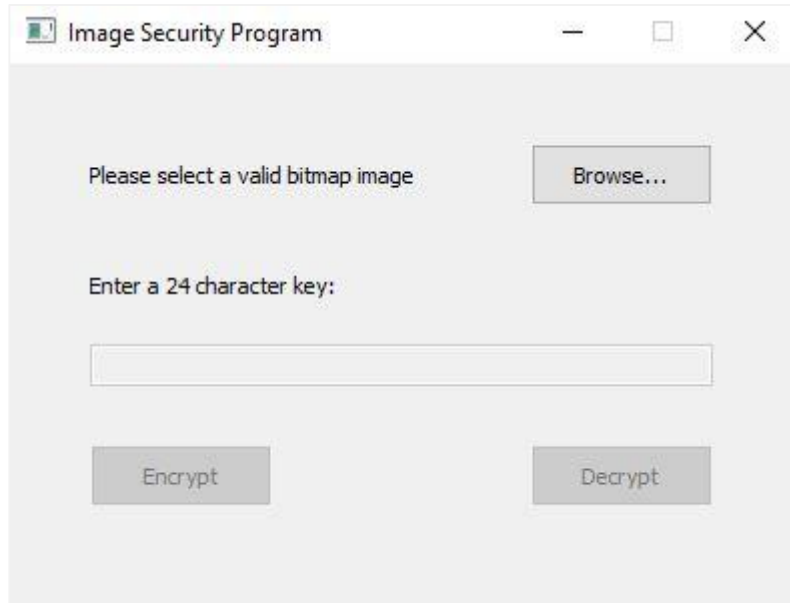 Image Security Program
Please select a valid bitmap image
Browse...
Enter a 24 character key:
Encrypt
Decrypt